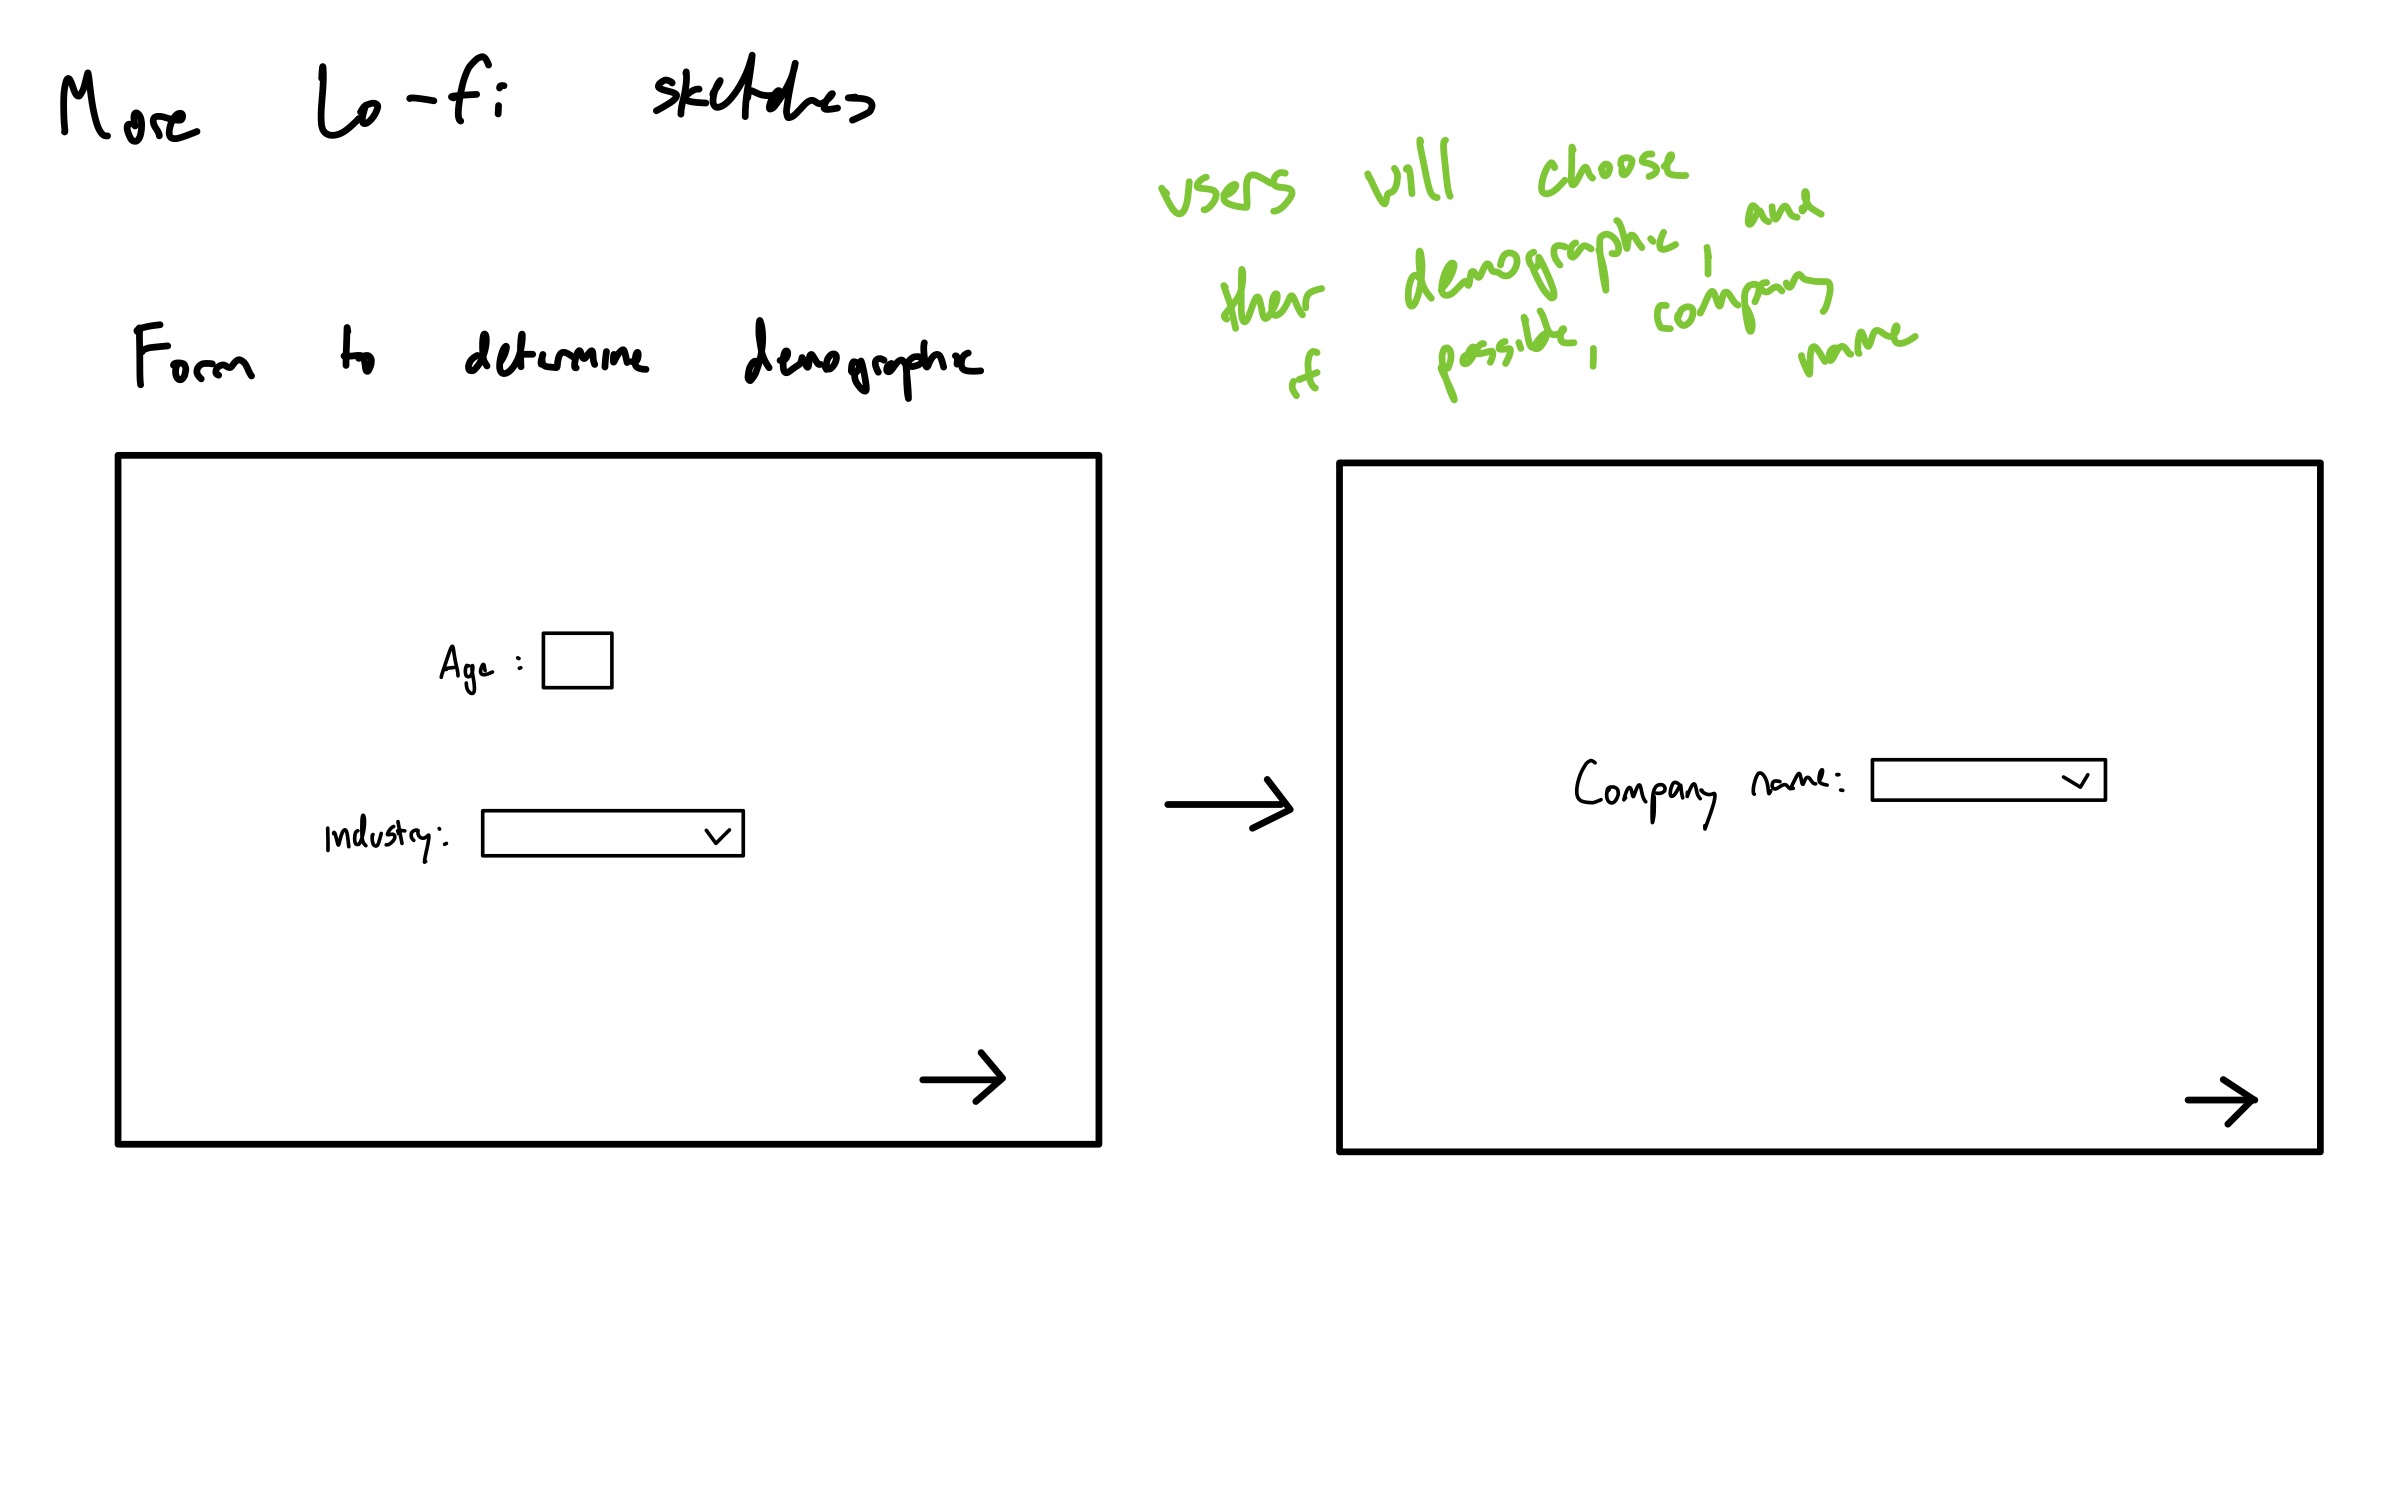 More lo-fi sketches
users will choose
their demographic, and
if possible, company
name
Form to determine demographic
Age:
Industry:
Company name: